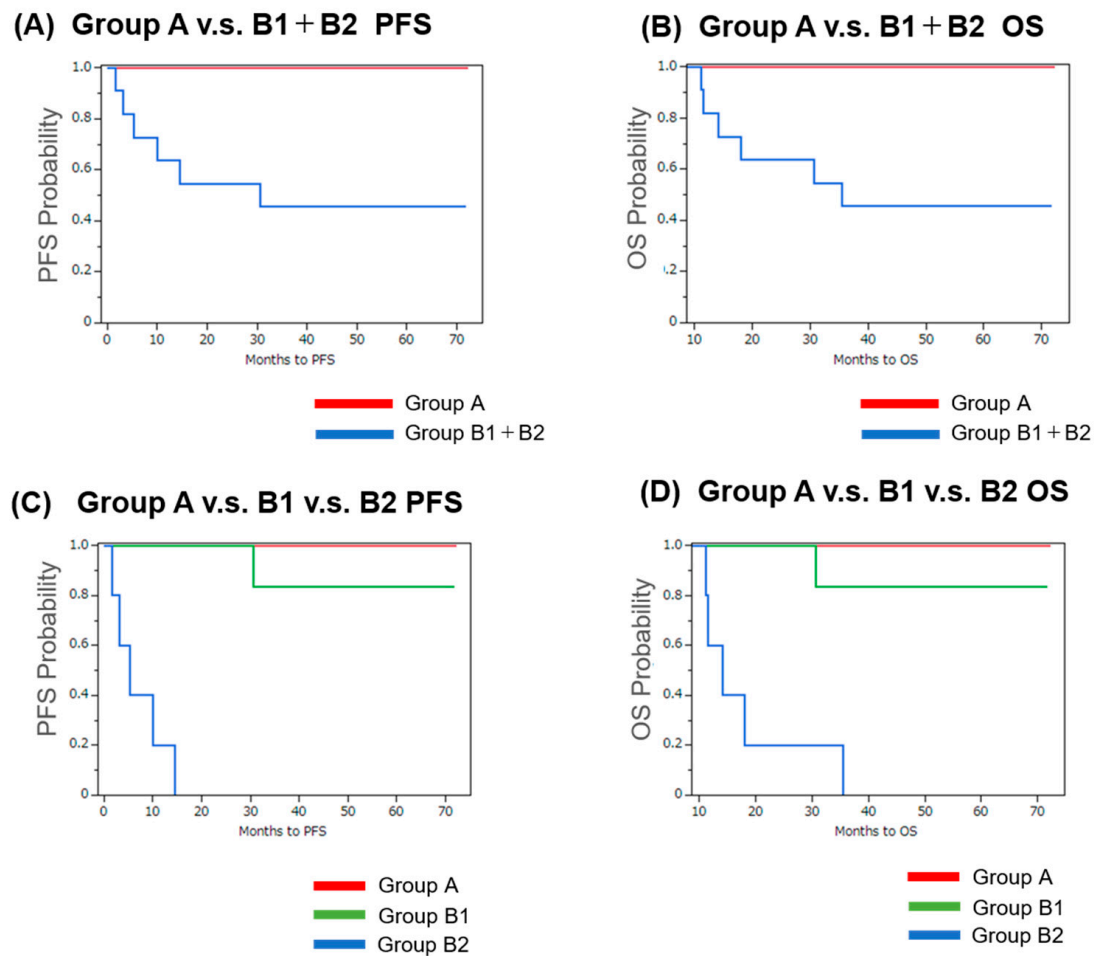 (A) Group A v.s. B1+B2 PFS
PFS Probability
1.0
0.8
0.6
0.4
0.2
0
0 10 20 30 40 50 60 70
Months to PFS
Group A
Group B1+B2
(B) Group A v.s. B1+B2 OS
OS Probability
1.0
0.8
0.6
0.4
.2
0
10 20 30 40 50 60 70
Months to OS
Group A
Group B1+B2
(C) Group A v.s. B1 v.s. B2 PFS
PFS Probability
1.0
0.8
0.6
0.4
0.2
0
0 10 20 30 40 50 60 70
Months to PFS
Group A
Group B1
Group B2
(D) Group A v.s. B1 v.s. B2 OS
OS Probability
1.0
0.8
0.6
0.4
0.2
0
10 20 30 40 50 60 70
Months to OS
Group A
Group B1
Group B2